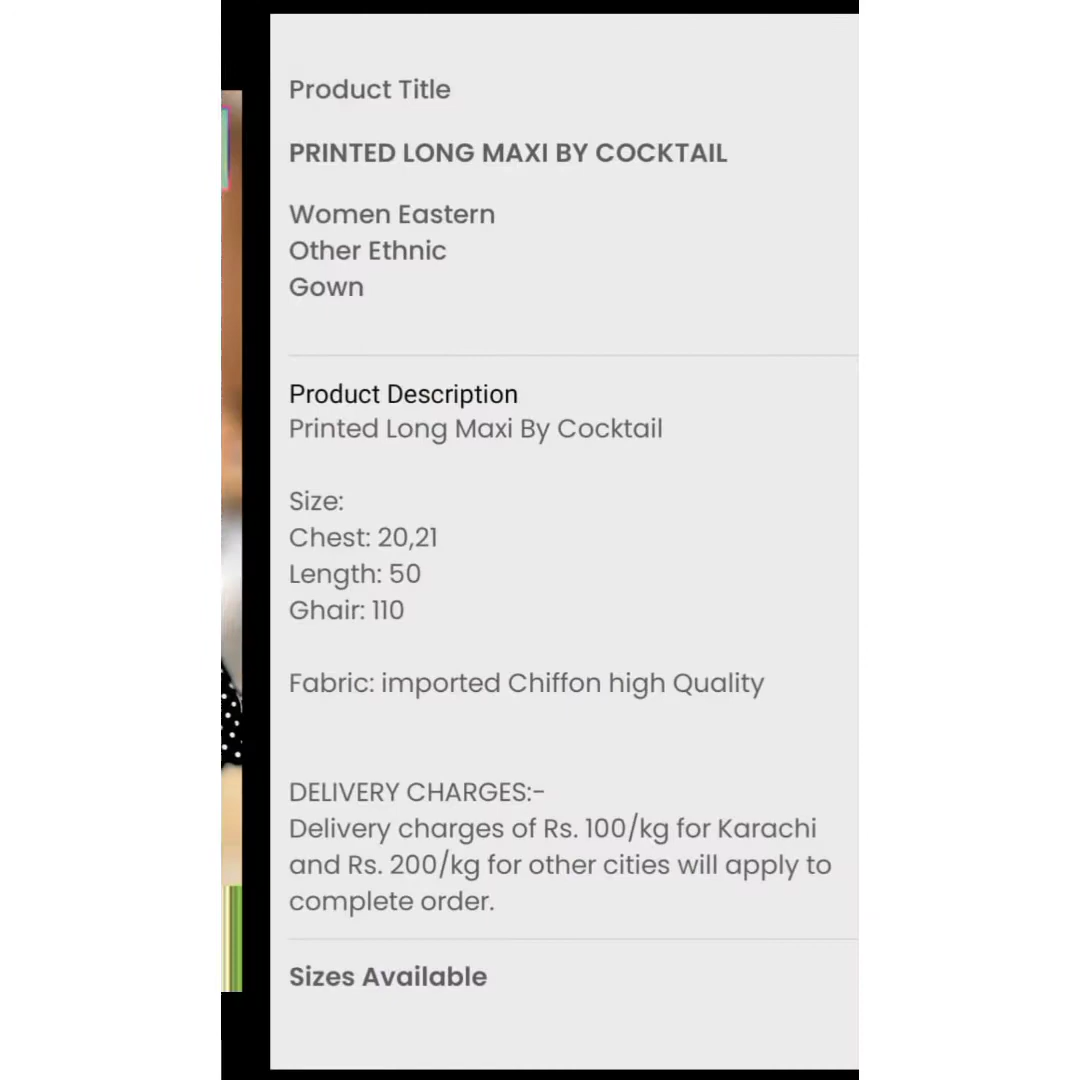 Product Title
PRINTED LONG MAXI BY COCKTAIL
Women Eastern
Other Ethnic
Gown
Product Description
Printed Long Maxi By Cocktail
Size:
Chest: 20,21
Length: 50
Ghair: 110
Fabric: imported Chiffon high Quality
DELIVERY CHARGES:-
Delivery charges of Rs. 100/kg for Karachi
and Rs. 200/kg for other cities will apply to
complete order.
Sizes Available